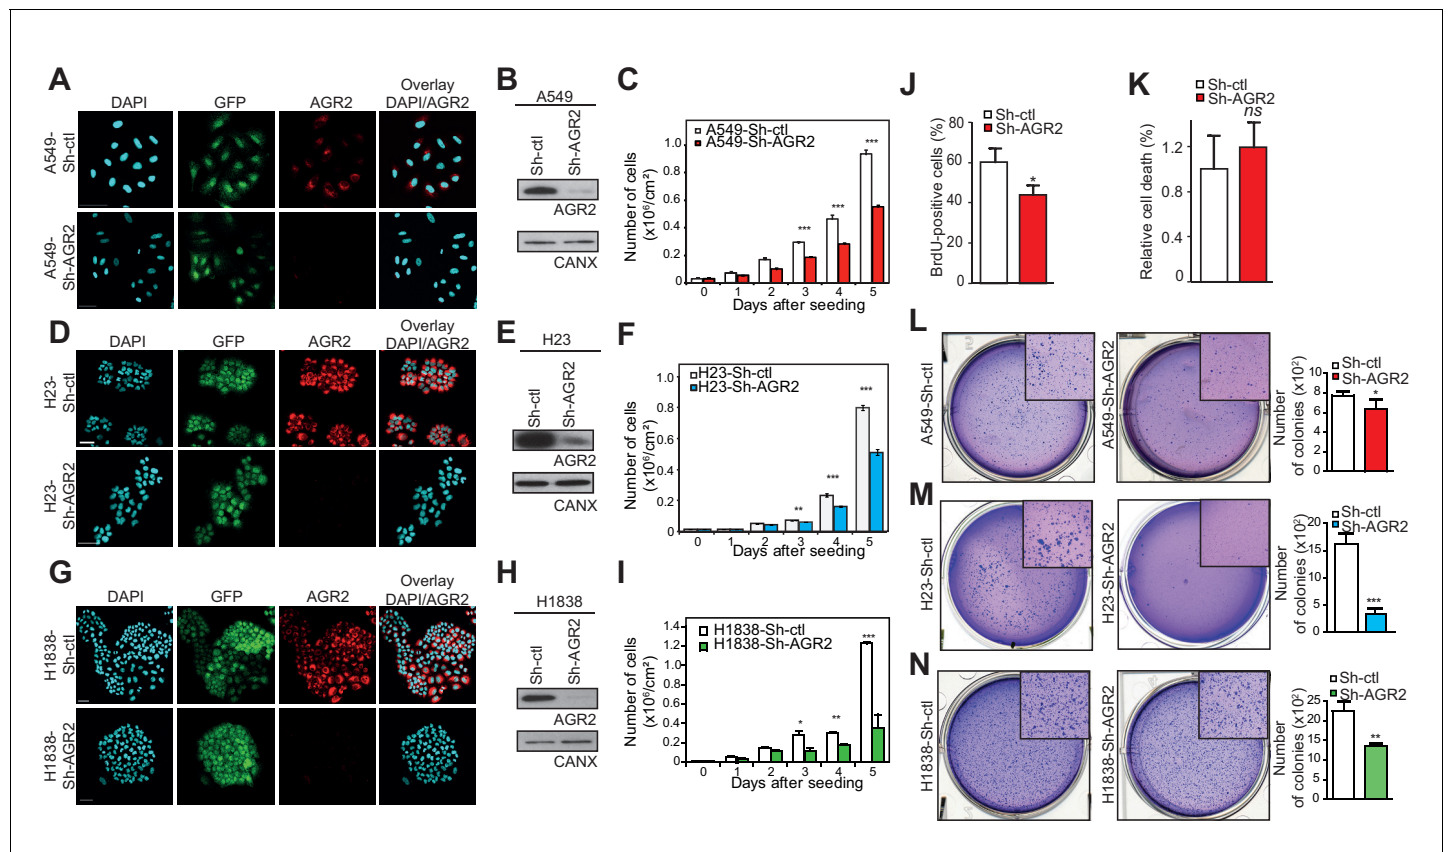 A
DAPI
GFP
AGR2
Overlay
DAPI/AGR2
A549-
Sh-ctl
A549-
Sh-AGR2
B
A549
Sh-ctl
Sh-AGR2
AGR2
CANX
C
A549-Sh-ctl
A549-Sh-AGR2
Number of cells
(x10⁶/cm²)
1.0
0.8
0.6
0.4
0.2
0
***
***
***
0 1 2 3 4 5
Days after seeding
D
DAPI
GFP
AGR2
Overlay
DAPI/AGR2
H23-
Sh-ctl
H23-
Sh-AGR2
E
H23
Sh-ctl
Sh-AGR2
AGR2
CANX
F
H23-Sh-ctl
H23-Sh-AGR2
Number of cells
(x10⁶/cm²)
1.0
0.8
0.6
0.4
0.2
0
**
***
***
0 1 2 3 4 5
Days after seeding
G
DAPI
GFP
AGR2
Overlay
DAPI/AGR2
H1838-
Sh-ctl
H1838-
Sh-AGR2
H
H1838
Sh-ctl
Sh-AGR2
AGR2
CANX
I
H1838-Sh-ctl
H1838-Sh-AGR2
Number of cells
(x10⁶/cm²)
1.4
1.2
1.0
0.8
0.6
0.4
0.2
0
*
**
***
0 1 2 3 4 5
Days after seeding
J
Sh-ctl
Sh-AGR2
BrdU-positive cells (%)
80
60
40
20
0
*
K
Sh-ctl
Sh-AGR2
ns
Relative cell death (%)
1.2
0.8
0.4
0
L
A549-Sh-ctl
A549-Sh-AGR2
Sh-ctl
Sh-AGR2
Number
of colonies (x10²)
10
8
6
4
2
0
*
M
H23-Sh-ctl
H23-Sh-AGR2
Sh-ctl
Sh-AGR2
Number
of colonies (x10²)
20
15
10
5
0
***
N
H1838-Sh-ctl
H1838-Sh-AGR2
Sh-ctl
Sh-AGR2
Number
of colonies (x10²)
25
20
15
10
5
0
**